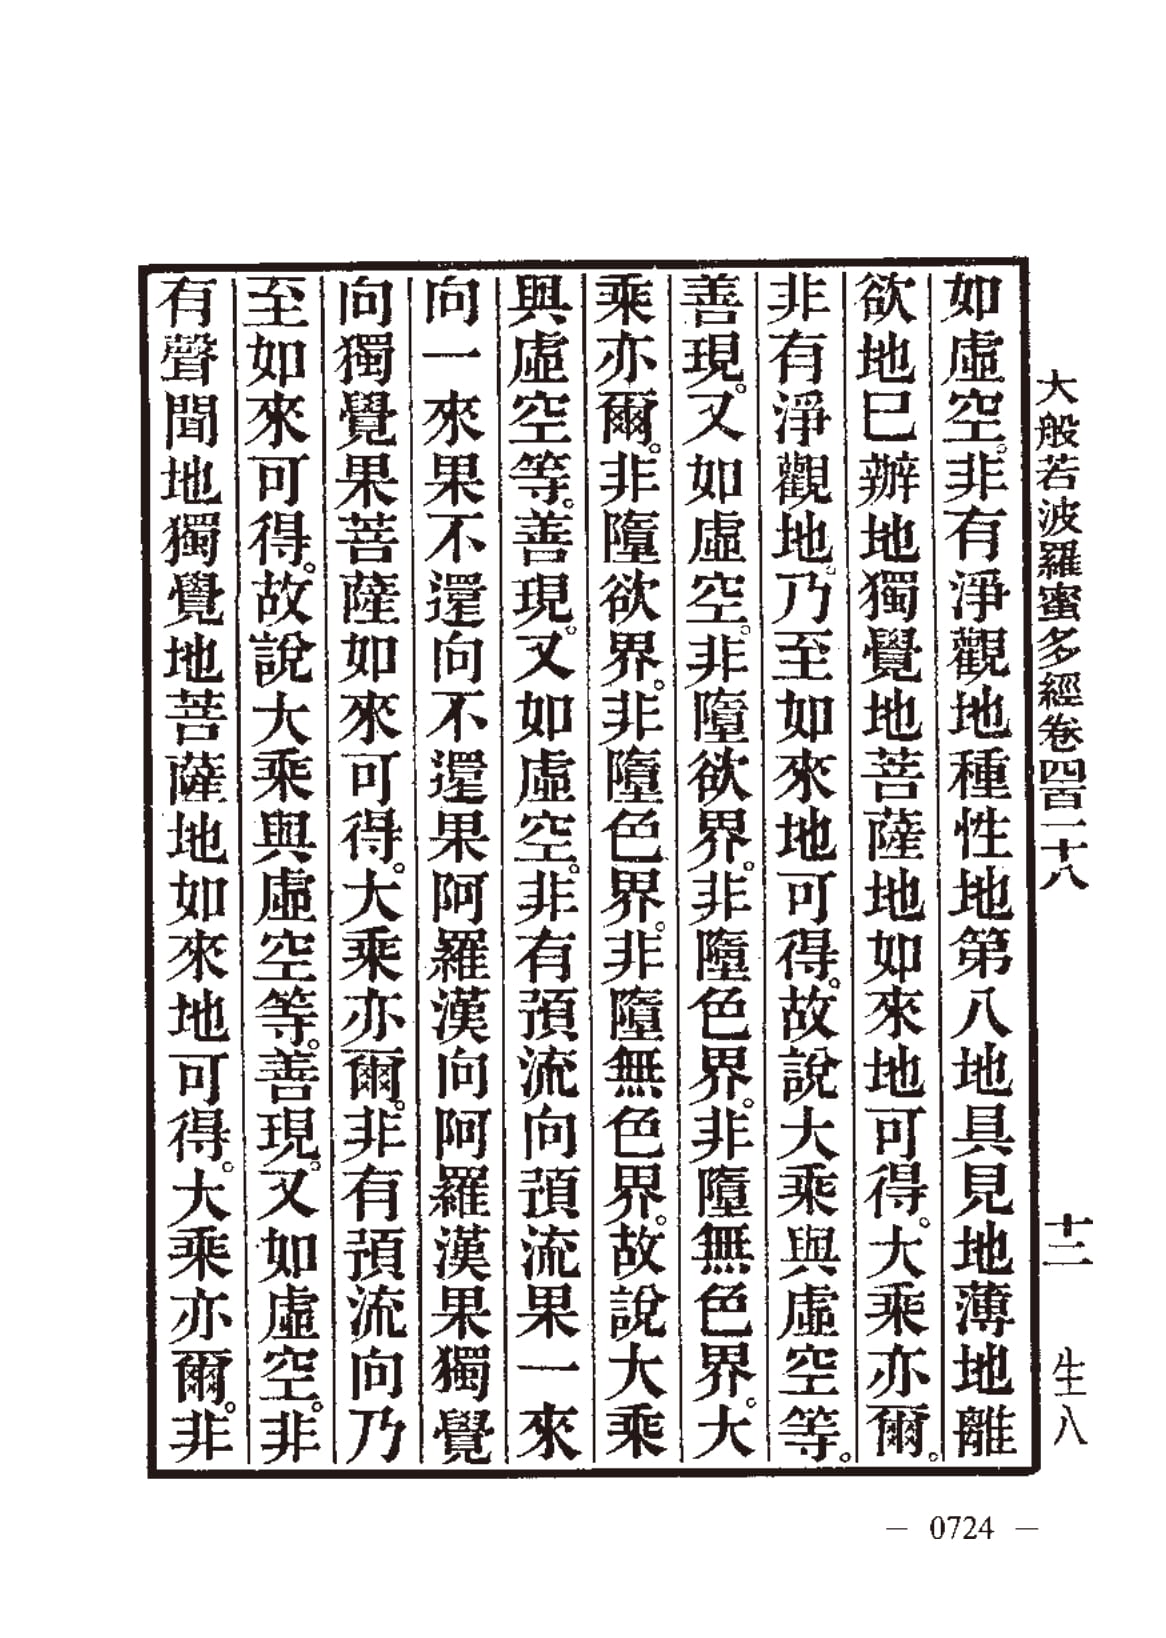 大般若波羅蜜多經卷四百一十八 十二 生八
如虛空。非有淨觀地種性地第八地具見地薄地離
欲地已辦地獨覺地菩薩地如來地可得。大乘亦爾。
非有淨觀地。乃至如來地可得。故說大乘與虛空等。
善現。又如虛空。非墮欲界。非墮色界。非墮無色界。大
乘亦爾。非墮欲界。非墮色界。非墮無色界。故說大乘
與虛空等。善現。又如虛空。非有預流向預流果一來
向一來果不還向不還果阿羅漢向阿羅漢果獨覺
向獨覺果菩薩如來可得。大乘亦爾。非有預流向乃
至如來可得。故說大乘與虛空等。善現。又如虛空。非
有聲聞地獨覺地菩薩地如來地可得。大乘亦爾。非
— 0724 —